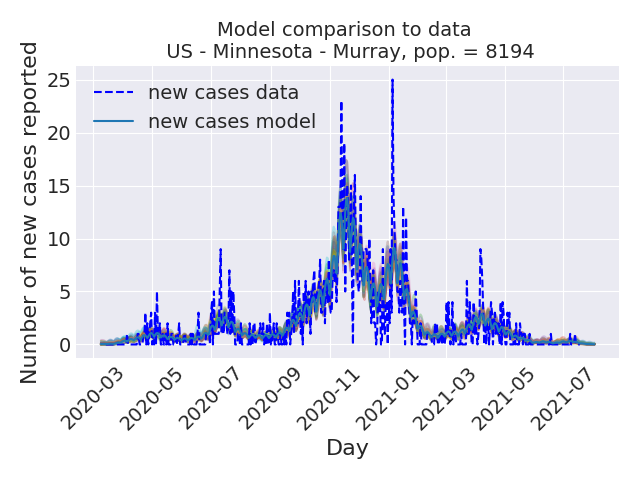 Model comparison to data
US - Minnesota - Murray, pop. = 8194
Number of new cases reported
25
20
15
10
5
0
new cases data
new cases model
2020-03
2020-05
2020-07
2020-09
2020-11
2021-01
2021-03
2021-05
2021-07
Day